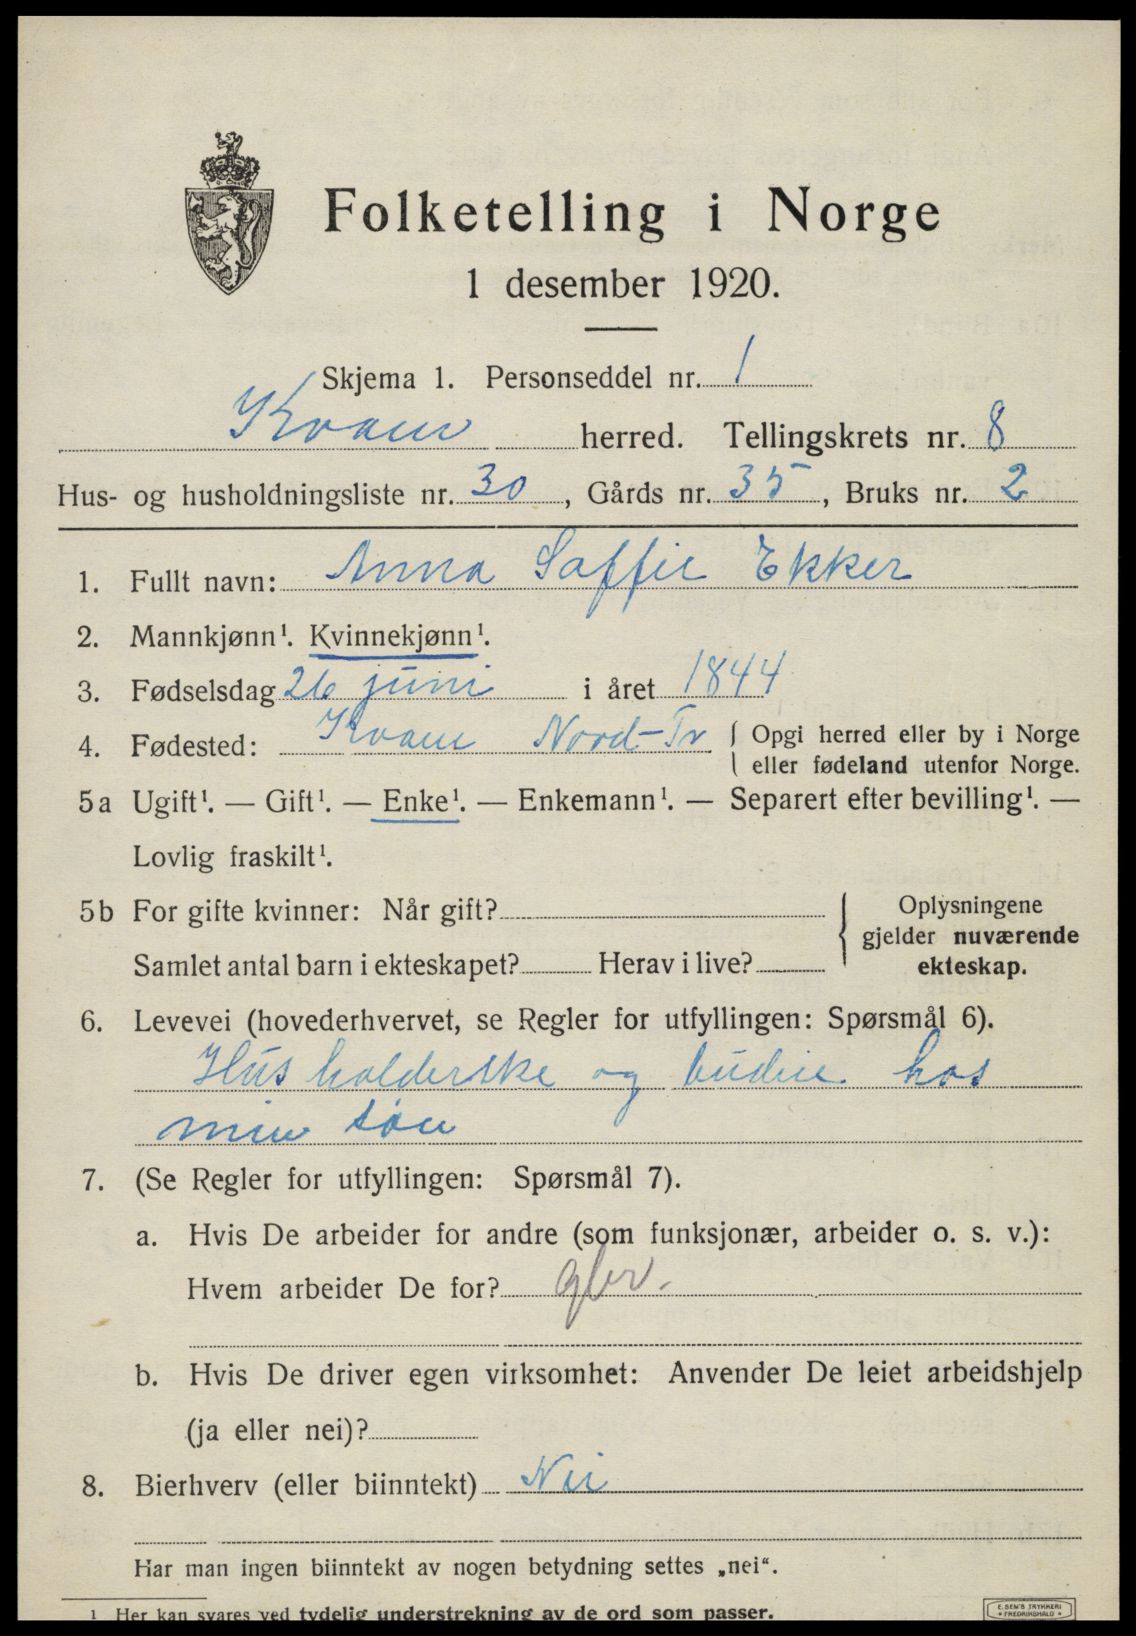 Folketelling i Norge
1 desember 1920.
Skjema 1. Personseddel nr. 1
Kvam herred. Tellingskrets nr. 8
Hus- og husholdningsliste nr. 30, Gårds nr. 35, Bruks nr. 2
1. Fullt navn: Anna Saffie Ekker
2. Mannkjønn¹. Kvinnekjønn¹.
3. Fødselsdag 26 juni i året 1844
4. Fødested: Kvam Nord-Tr { Opgi herred eller by i Norge
eller fødeland utenfor Norge.
5a Ugift¹. — Gift¹. — Enke¹. — Enkemann¹. — Separert efter bevilling¹. —
Lovlig fraskilt¹.
5b For gifte kvinner: Når gift? { Oplysningene
gjelder nuværende
Samlet antal barn i ekteskapet? Herav i live? ekteskap.
6. Levevei (hovederhvervet, se Regler for utfyllingen: Spørsmål 6).
Hus holderske og budeie hos
min søn
7. (Se Regler for utfyllingen: Spørsmål 7).
a. Hvis De arbeider for andre (som funksjonær, arbeider o. s. v.):
Hvem arbeider De for? gbr.
b. Hvis De driver egen virksomhet: Anvender De leiet arbeidshjelp
(ja eller nei)?
8. Bierhverv (eller biinntekt) Nei
Har man ingen biinntekt av nogen betydning settes „nei“.
¹ Her kan svares ved tydelig understrekning av de ord som passer.
E. SEM'S TRYKKERI
FREDRIKSHALD